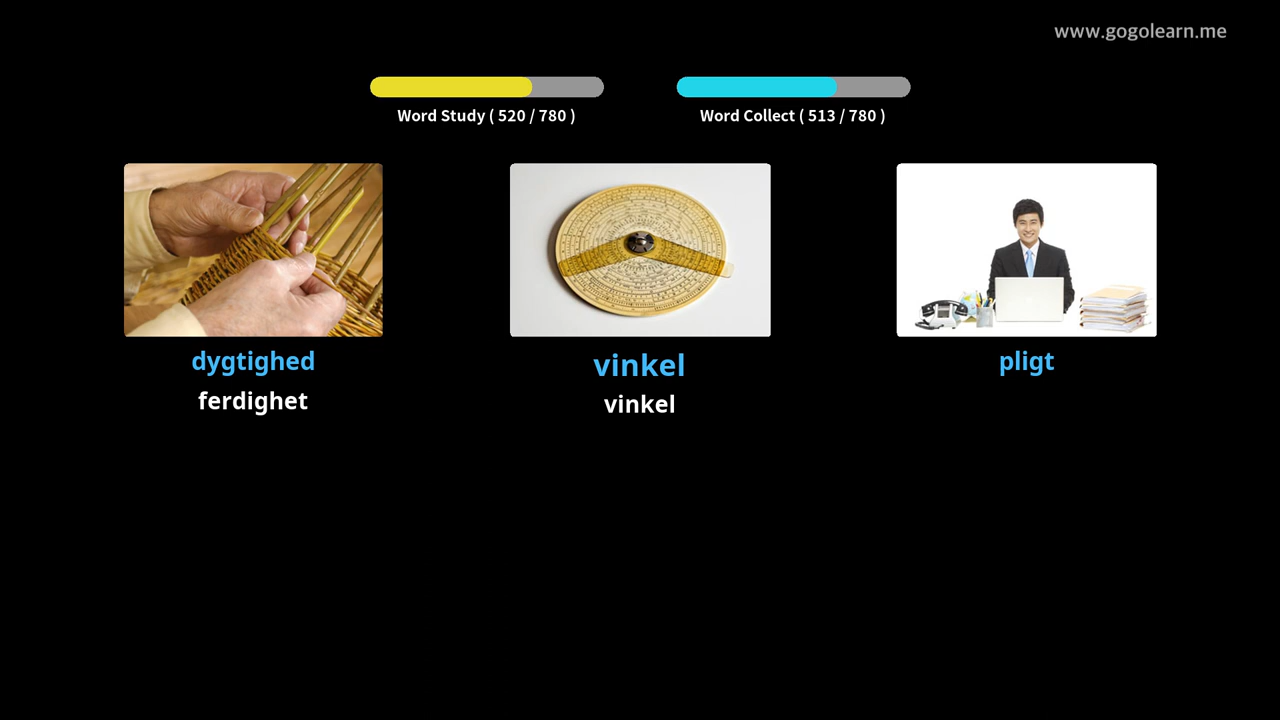 www.gogolearn.me
Word Study ( 520 / 780 )
Word Collect ( 513 / 780 )
dygtighed
ferdighet
vinkel
vinkel
pligt